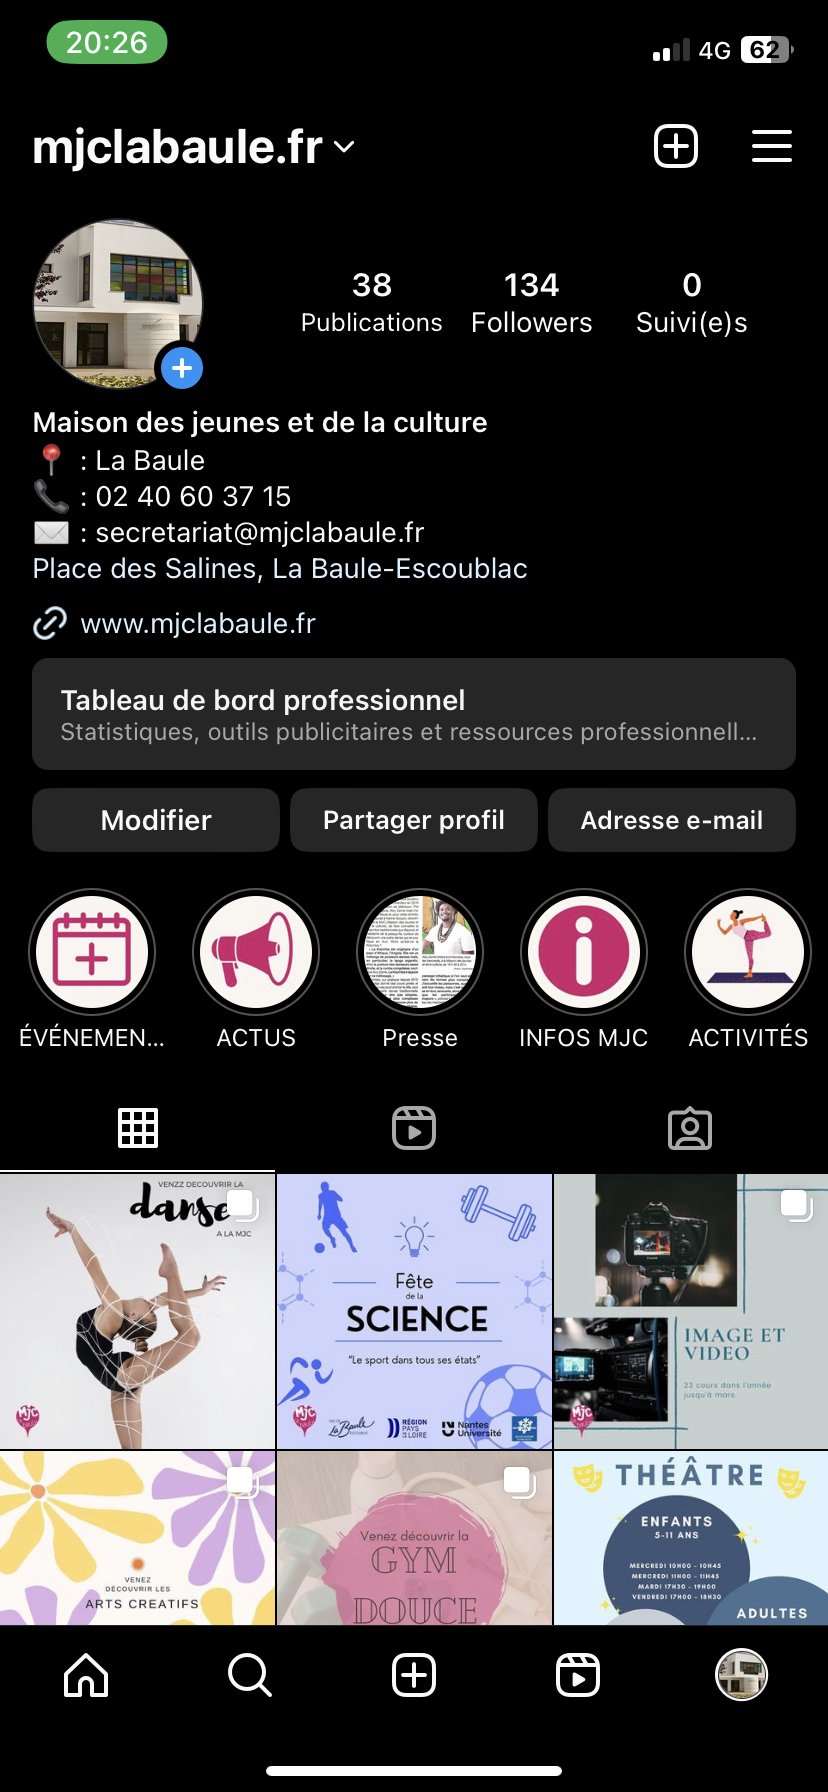 20:26
4G 62
mjclabaule.fr
38
Publications
134
Followers
0
Suivi(e)s
Maison des jeunes et de la culture
📍 : La Baule
📞 : 02 40 60 37 15
✉️ : secretariat@mjclabaule.fr
Place des Salines, La Baule-Escoublac
www.mjclabaule.fr
Tableau de bord professionnel
Statistiques, outils publicitaires et ressources professionnell...
Modifier
Partager profil
Adresse e-mail
ÉVÉNEMEN...
ACTUS
Presse
INFOS MJC
ACTIVITÉS
VENZZ DECOUVRIR LA
danse
A LA MJC
MJC
Fête
de la
SCIENCE
"Le sport dans tous ses états"
MJC
La Baule
RÉGION
PAYS
DE LA LOIRE
Nantes
Université
IMAGE ET
VIDEO
23 cours dans l'année
jusqu'à mars.
MJC
VENEZ
DÉCOUVRIR LES
ARTS CREATIFS
Venez découvrir la
GYM
DOUCE
THÉÂTRE
ENFANTS
5-11 ANS
MERCREDI 10H00 - 10H45
MERCREDI 11H00 - 11H45
MARDI 17H30 - 19H00
VENDREDI 17H00 - 18H30
ADULTES